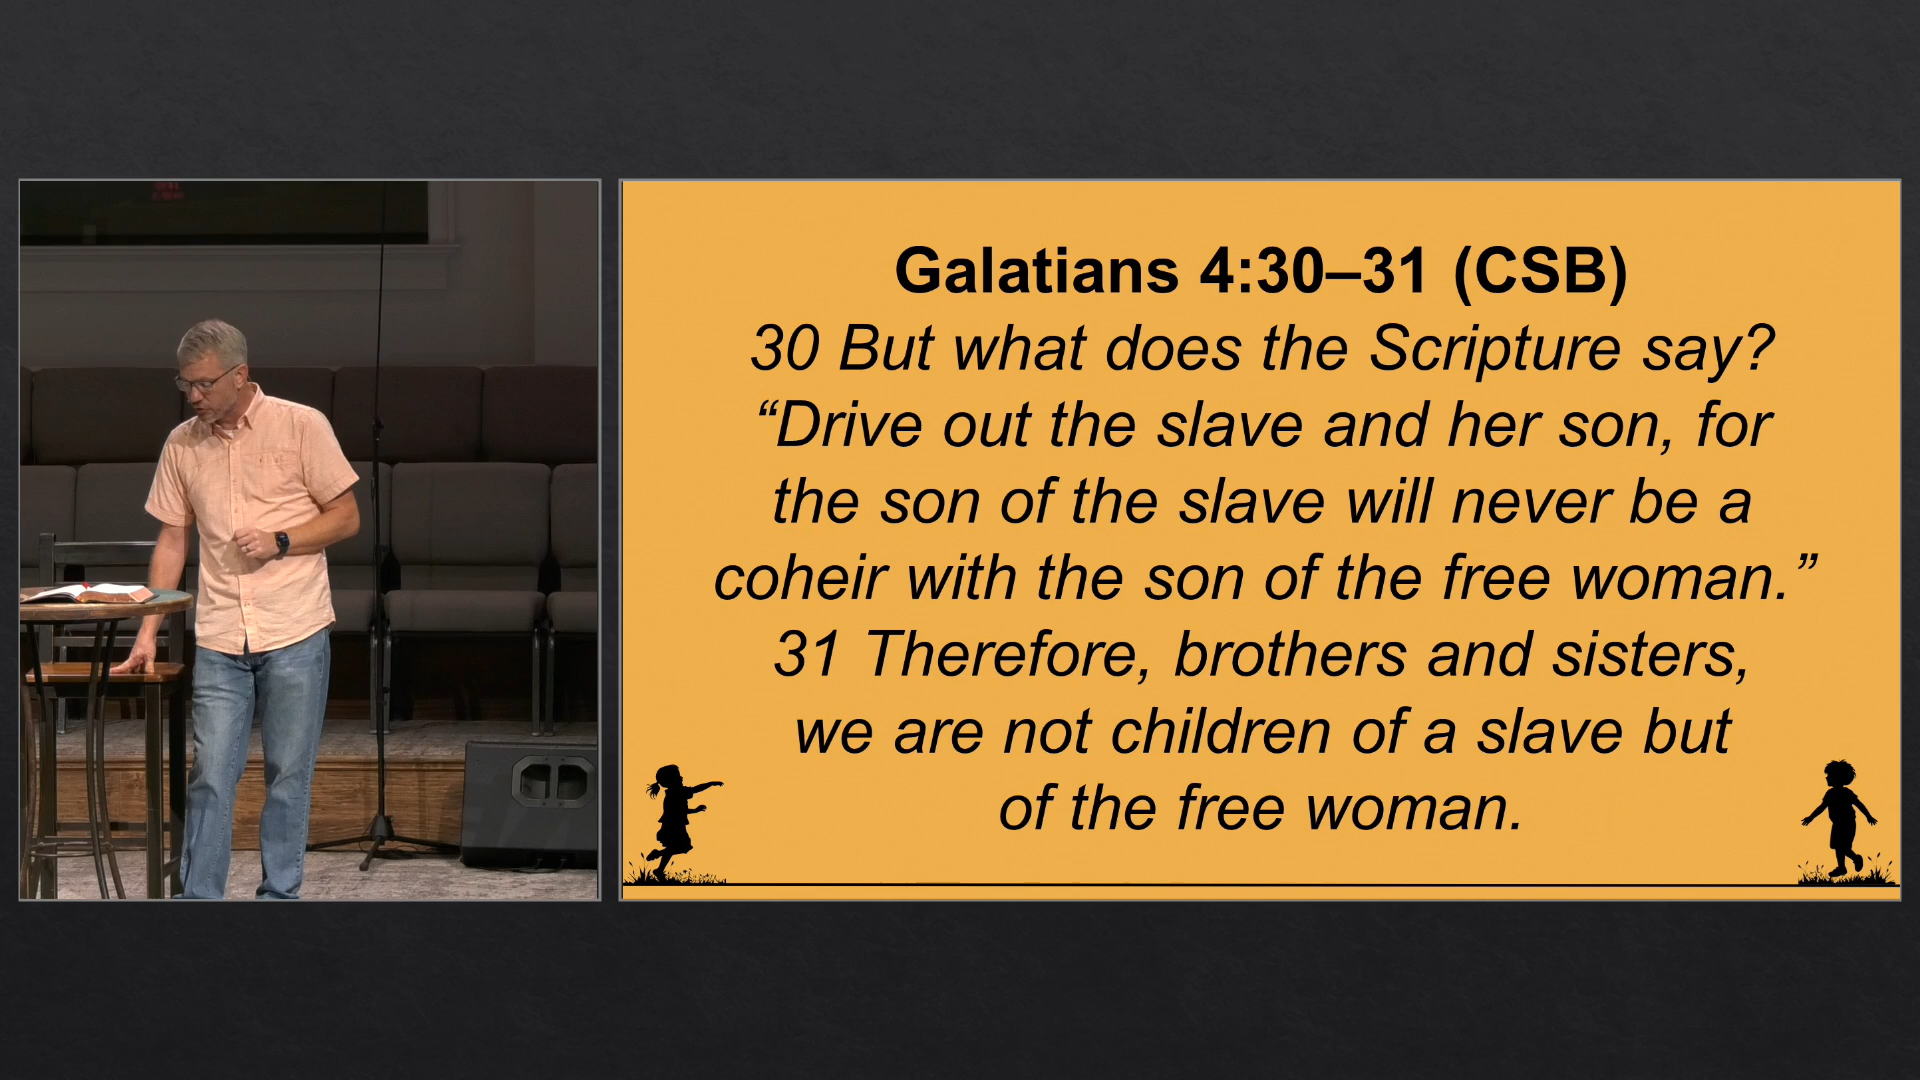 Galatians 4:30–31 (CSB)
30 But what does the Scripture say?
“Drive out the slave and her son, for
the son of the slave will never be a
coheir with the son of the free woman.”
31 Therefore, brothers and sisters,
we are not children of a slave but
of the free woman.